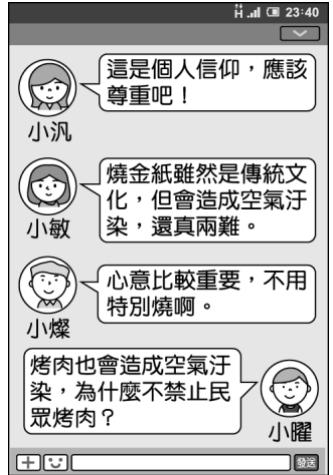 H 23:40
這是個人信仰，應該
尊重吧！
小汎
燒金紙雖然是傳統文
化，但會造成空氣汙
染，還真兩難。
小敏
心意比較重要，不用
特別燒啊。
小燦
烤肉也會造成空氣汙
染，為什麼不禁止民
眾烤肉？
小曜
發送